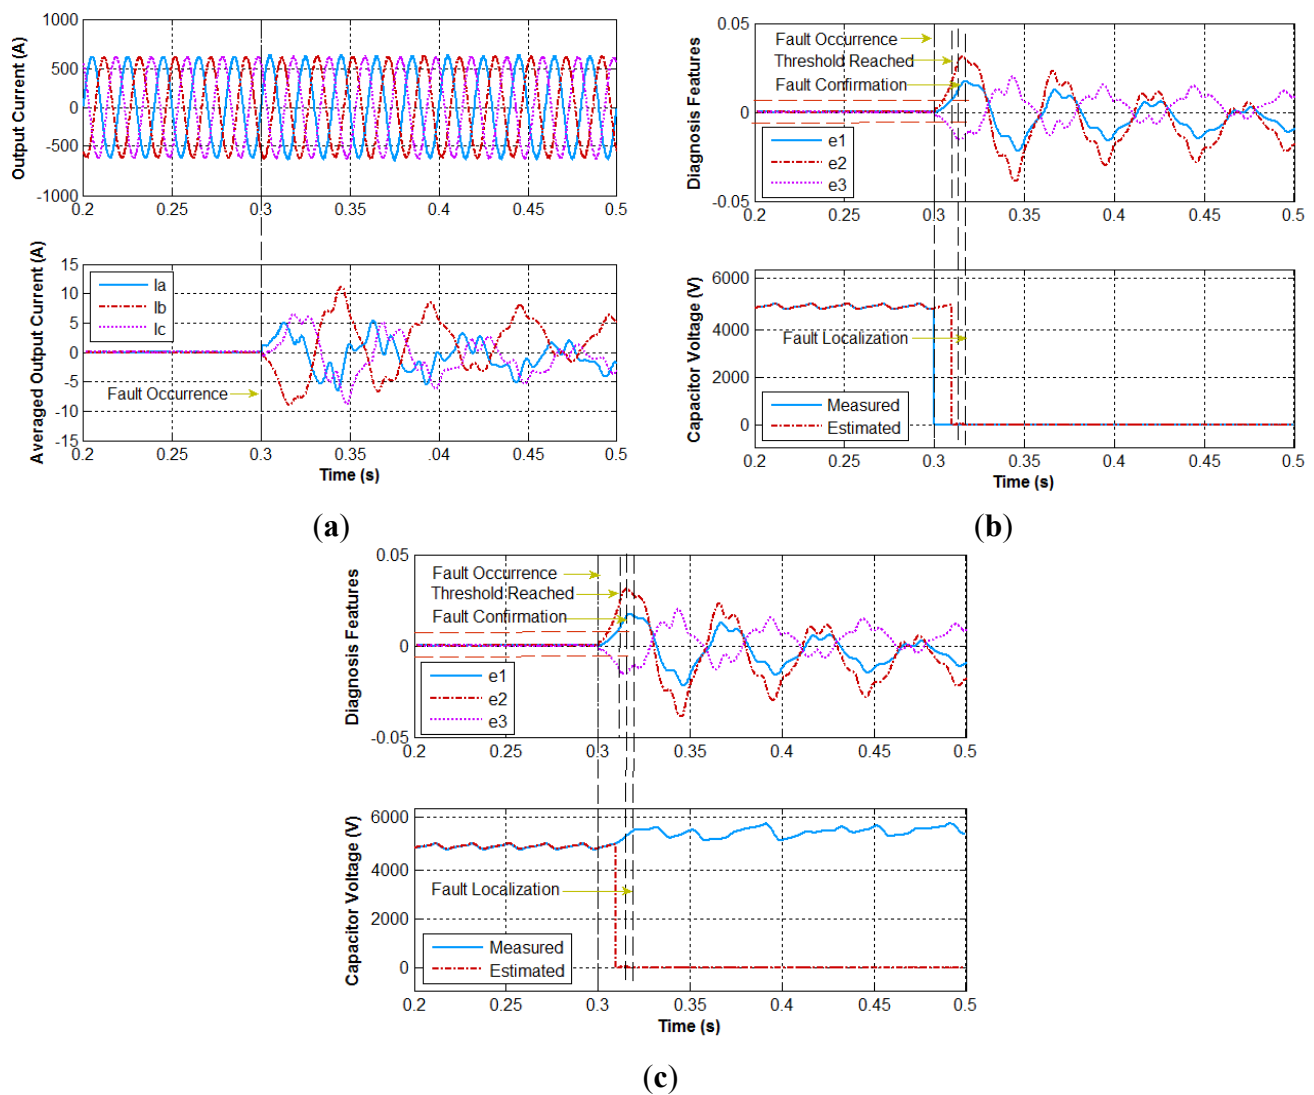 1000
500
0
-500
-1000
Output Current (A)
0.2 0.25 0.3 0.35 0.4 0.45 0.5
15
10
5
0
-5
-10
-15
Averaged Output Current (A)
Ia
Ib
Ic
Fault Occurrence
0.2 0.25 0.3 0.35 .04 0.45 0.5
Time (s)
(a)
0.05
0
-0.05
Diagnosis Features
Fault Occurrence
Threshold Reached
Fault Confirmation
e1
e2
e3
0.2 0.25 0.3 0.35 0.4 0.45 0.5
6000
4000
2000
0
Capacitor Voltage (V)
Fault Localization
Measured
Estimated
0.2 0.25 0.3 0.35 0.4 0.45 0.5
Time (s)
(b)
0.05
0
-0.05
Diagnosis Features
Fault Occurrence
Threshold Reached
Fault Confirmation
e1
e2
e3
0.2 0.25 0.3 0.35 0.4 0.45 0.5
6000
4000
2000
0
Capacitor Voltage (V)
Fault Localization
Measured
Estimated
0.2 0.25 0.3 0.35 0.4 0.45 0.5
Time (s)
(c)